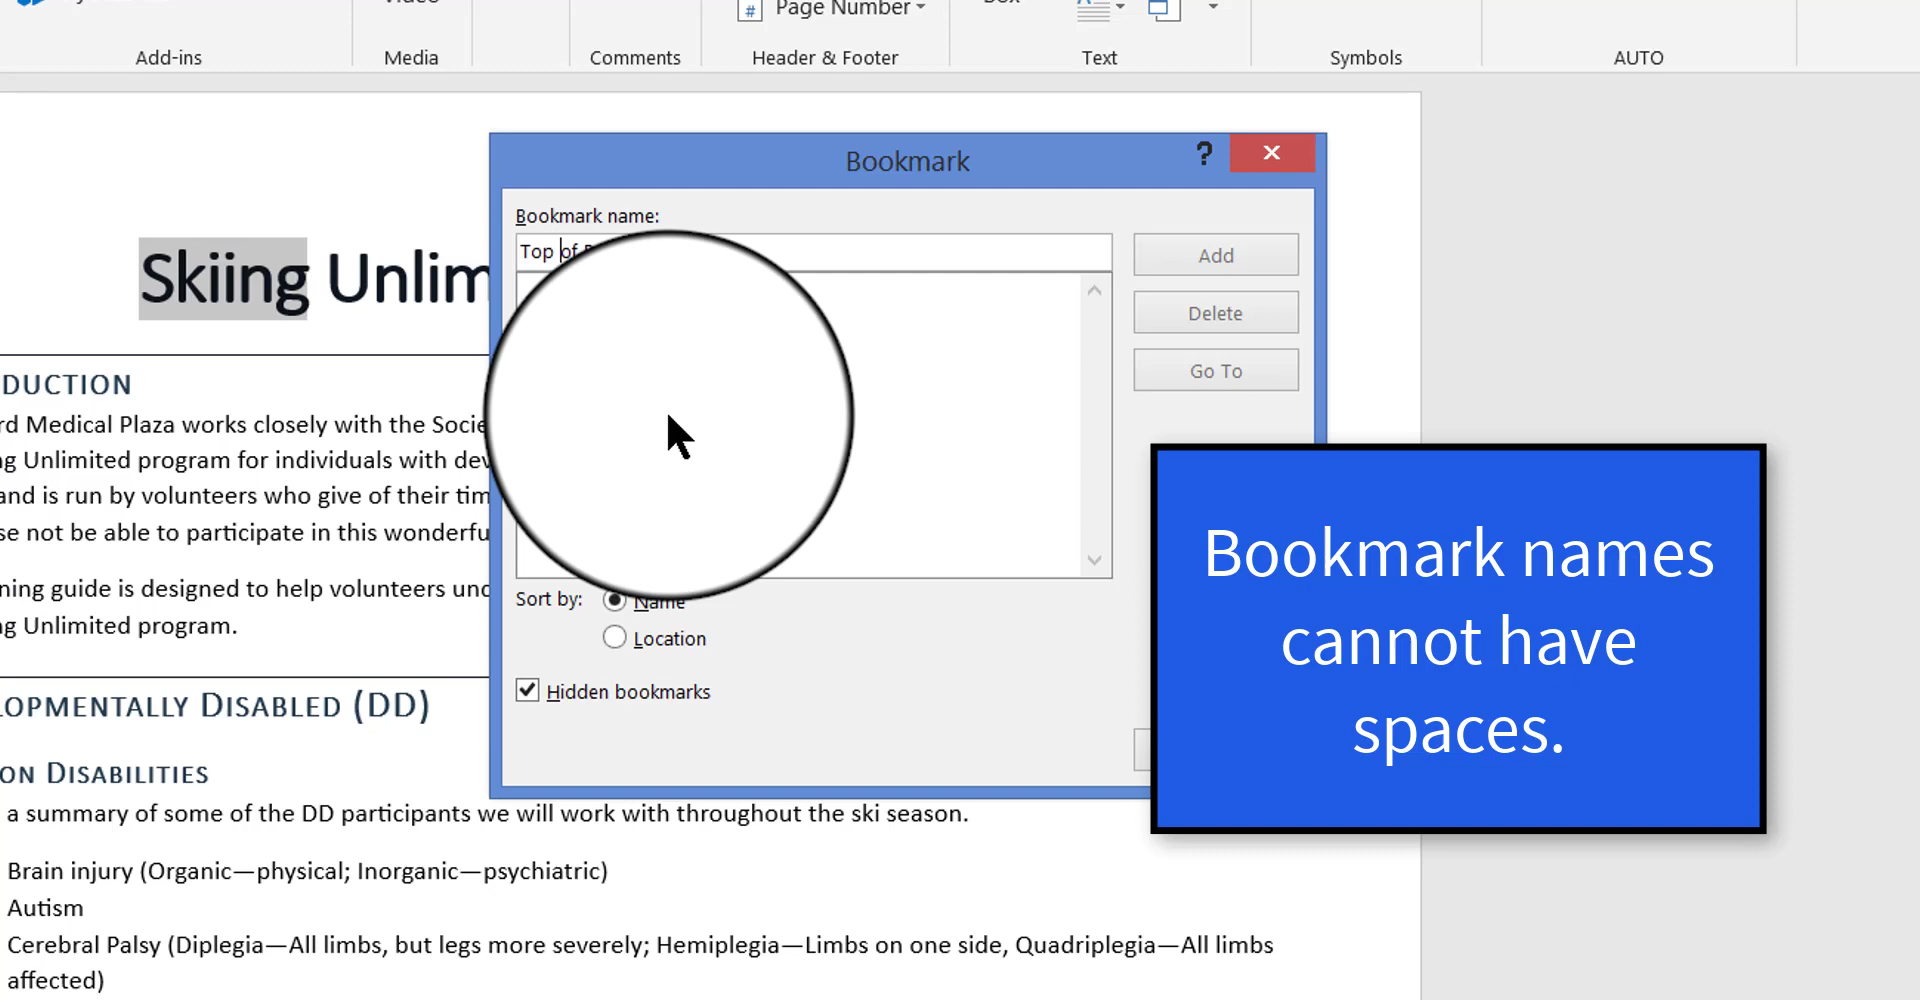 Page Number
Add-ins
Media
Comments
Header & Footer
Text
Symbols
AUTO
Bookmark
?
Bookmark name:
Top of
Add
Delete
Go To
Sort by:
Name
Location
Hidden bookmarks
Bookmark names
cannot have
spaces.
Skiing Unlim
DUCTION
rd Medical Plaza works closely with the Socie
ng Unlimited program for individuals with dev
and is run by volunteers who give of their tim
se not be able to participate in this wonderfu
ning guide is designed to help volunteers und
ng Unlimited program.
LOPMENTALLY DISABLED (DD)
ON DISABILITIES
a summary of some of the DD participants we will work with throughout the ski season.
Brain injury (Organic—physical; Inorganic—psychiatric)
Autism
Cerebral Palsy (Diplegia—All limbs, but legs more severely; Hemiplegia—Limbs on one side, Quadriplegia—All limbs
affected)